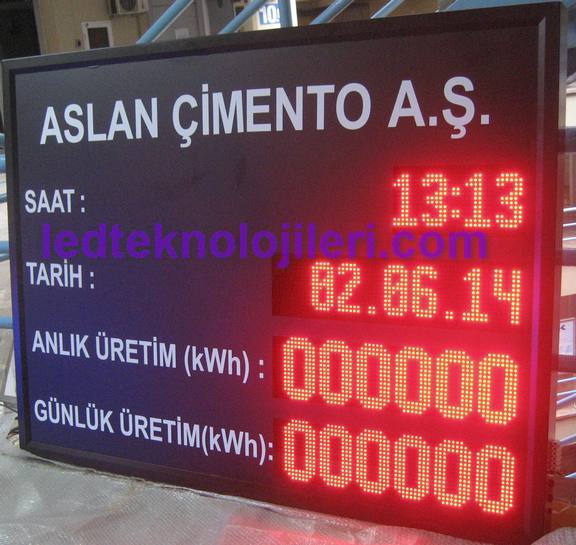 ASLAN ÇİMENTO A.Ş.
SAAT : 13:13
ledteknolojileri.com
TARİH : 02.06.14
ANLIK ÜRETİM (kWh) : 000000
GÜNLÜK ÜRETİM(kWh): 000000